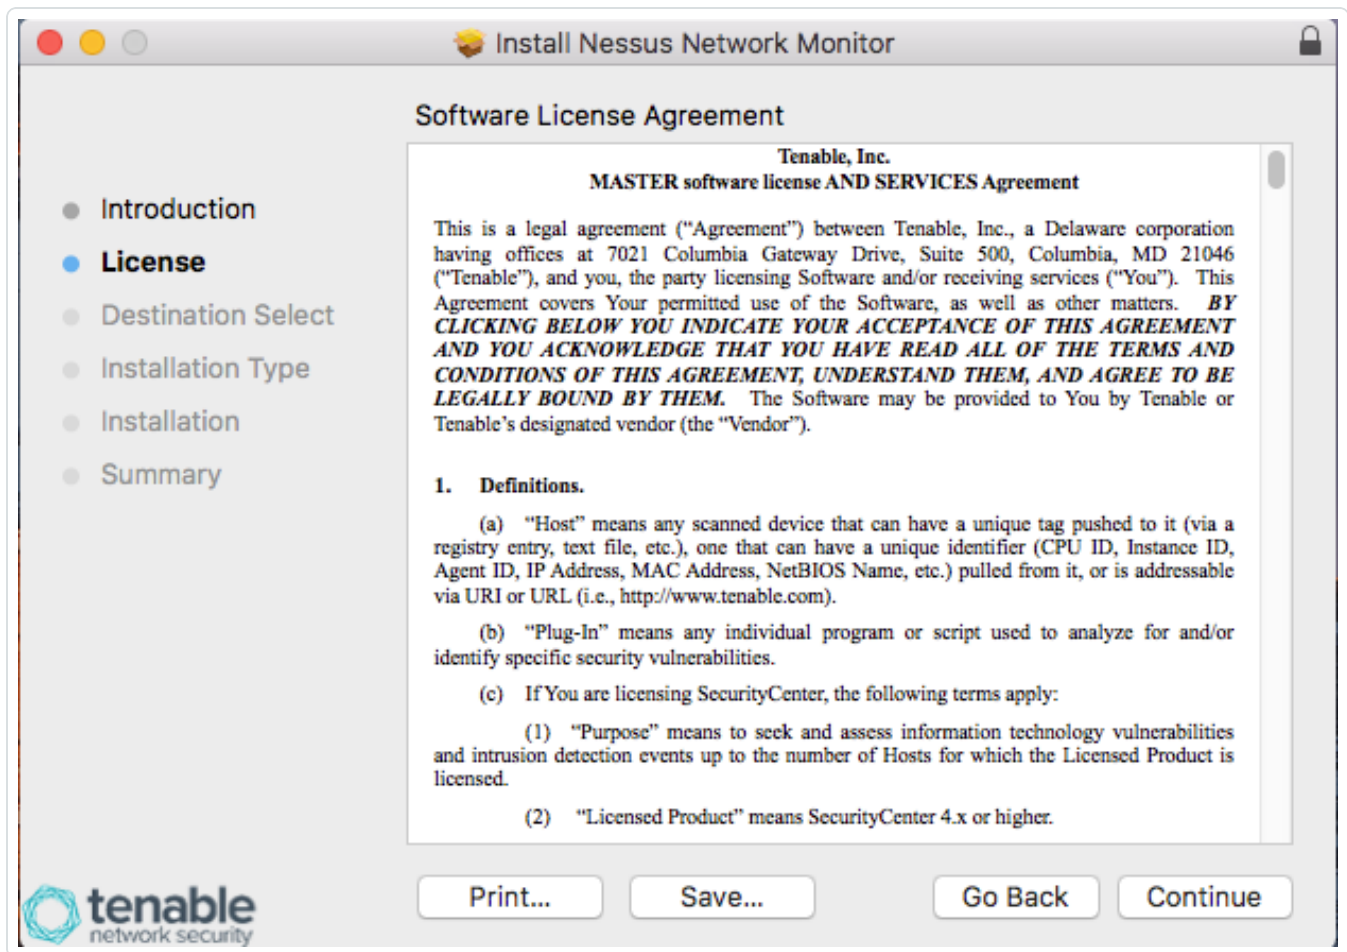 Install Nessus Network Monitor
Software License Agreement
Introduction
License
Destination Select
Installation Type
Installation
Summary
Tenable, Inc.
MASTER software license AND SERVICES Agreement
This is a legal agreement (“Agreement”) between Tenable, Inc., a Delaware corporation
having offices at 7021 Columbia Gateway Drive, Suite 500, Columbia, MD 21046
(“Tenable”), and you, the party licensing Software and/or receiving services (“You”). This
Agreement covers Your permitted use of the Software, as well as other matters. BY
CLICKING BELOW YOU INDICATE YOUR ACCEPTANCE OF THIS AGREEMENT
AND YOU ACKNOWLEDGE THAT YOU HAVE READ ALL OF THE TERMS AND
CONDITIONS OF THIS AGREEMENT, UNDERSTAND THEM, AND AGREE TO BE
LEGALLY BOUND BY THEM. The Software may be provided to You by Tenable or
Tenable’s designated vendor (the “Vendor”).
1. Definitions.
(a) “Host” means any scanned device that can have a unique tag pushed to it (via a
registry entry, text file, etc.), one that can have a unique identifier (CPU ID, Instance ID,
Agent ID, IP Address, MAC Address, NetBIOS Name, etc.) pulled from it, or is addressable
via URI or URL (i.e., http://www.tenable.com).
(b) “Plug-In” means any individual program or script used to analyze for and/or
identify specific security vulnerabilities.
(c) If You are licensing SecurityCenter, the following terms apply:
(1) “Purpose” means to seek and assess information technology vulnerabilities
and intrusion detection events up to the number of Hosts for which the Licensed Product is
licensed.
(2) “Licensed Product” means SecurityCenter 4.x or higher.
tenable
network security
Print...
Save...
Go Back
Continue